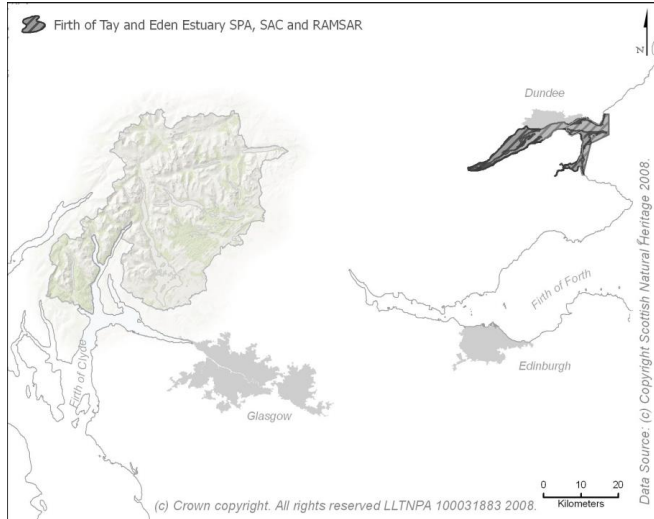 Firth of Tay and Eden Estuary SPA, SAC and RAMSAR
N
Dundee
Firth of Forth
Edinburgh
Firth of Clyde
Glasgow
0 10 20
Kilometers
(c) Crown copyright. All rights reserved LLTNPA 100031883 2008.
Data Source: (c) Copyright Scottish Natural Heritage 2008.